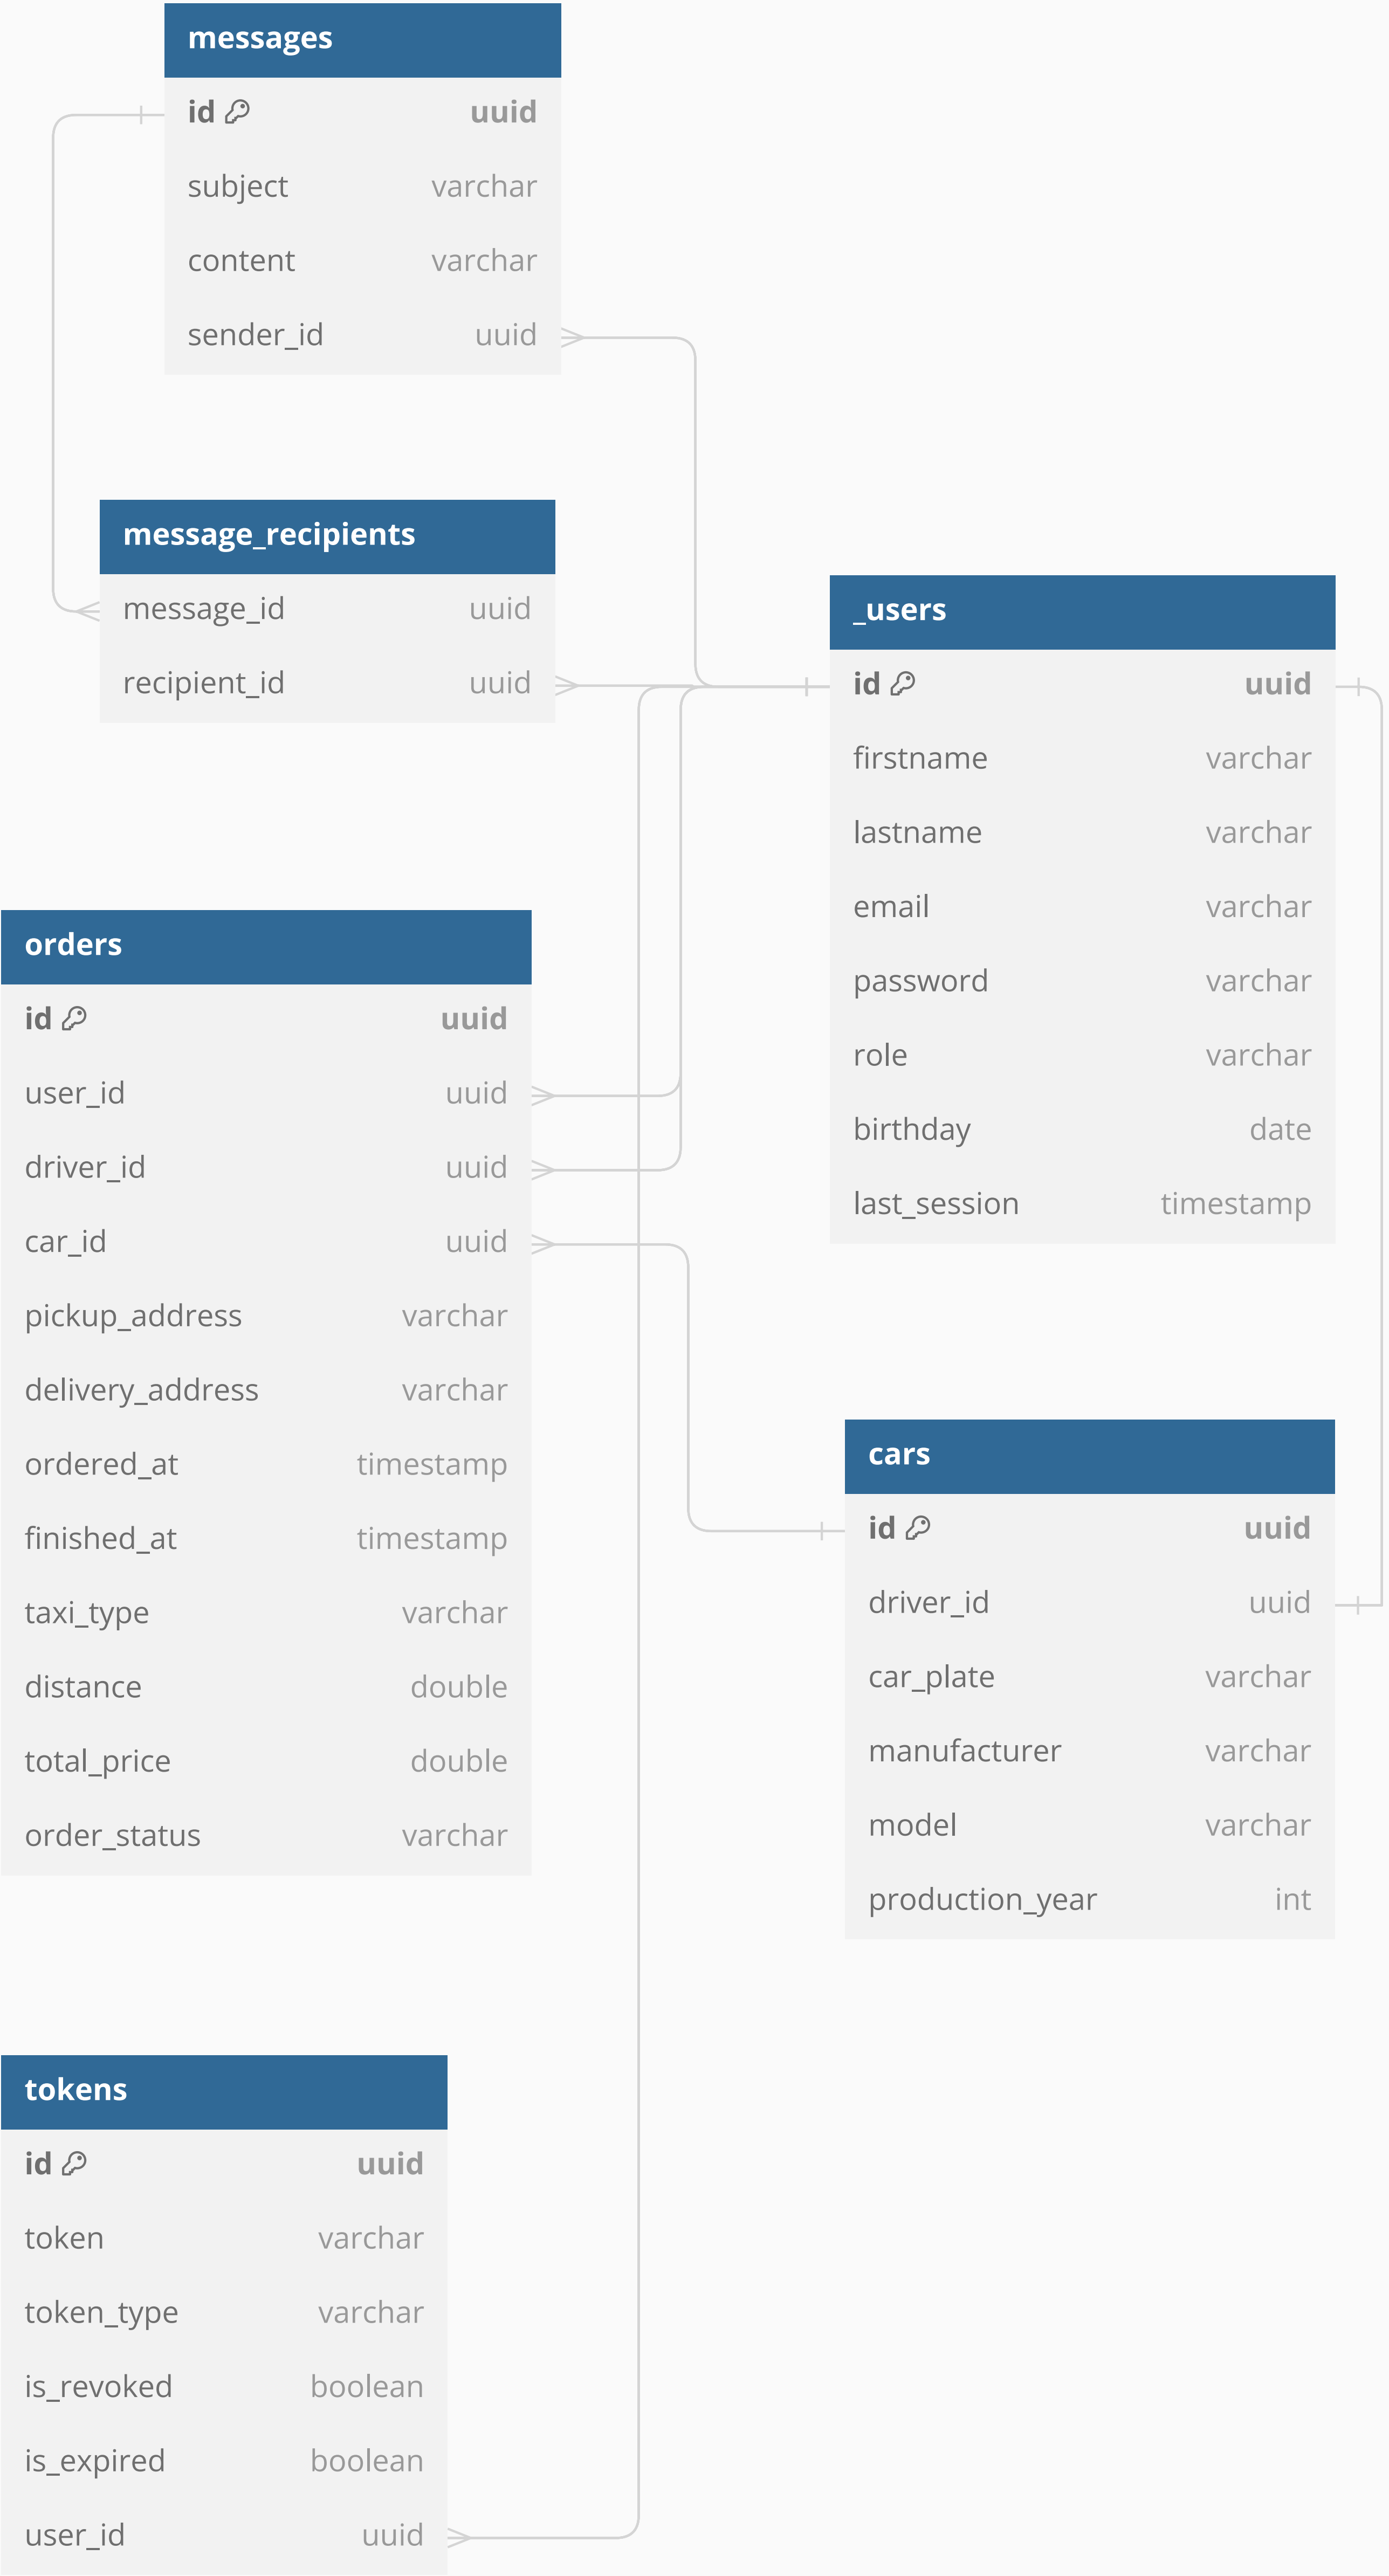 messages
id uuid
subject varchar
content varchar
sender_id uuid
message_recipients
message_id uuid
recipient_id uuid
_users
id uuid
firstname varchar
lastname varchar
email varchar
password varchar
role varchar
birthday date
last_session timestamp
orders
id uuid
user_id uuid
driver_id uuid
car_id uuid
pickup_address varchar
delivery_address varchar
ordered_at timestamp
finished_at timestamp
taxi_type varchar
distance double
total_price double
order_status varchar
cars
id uuid
driver_id uuid
car_plate varchar
manufacturer varchar
model varchar
production_year int
tokens
id uuid
token varchar
token_type varchar
is_revoked boolean
is_expired boolean
user_id uuid